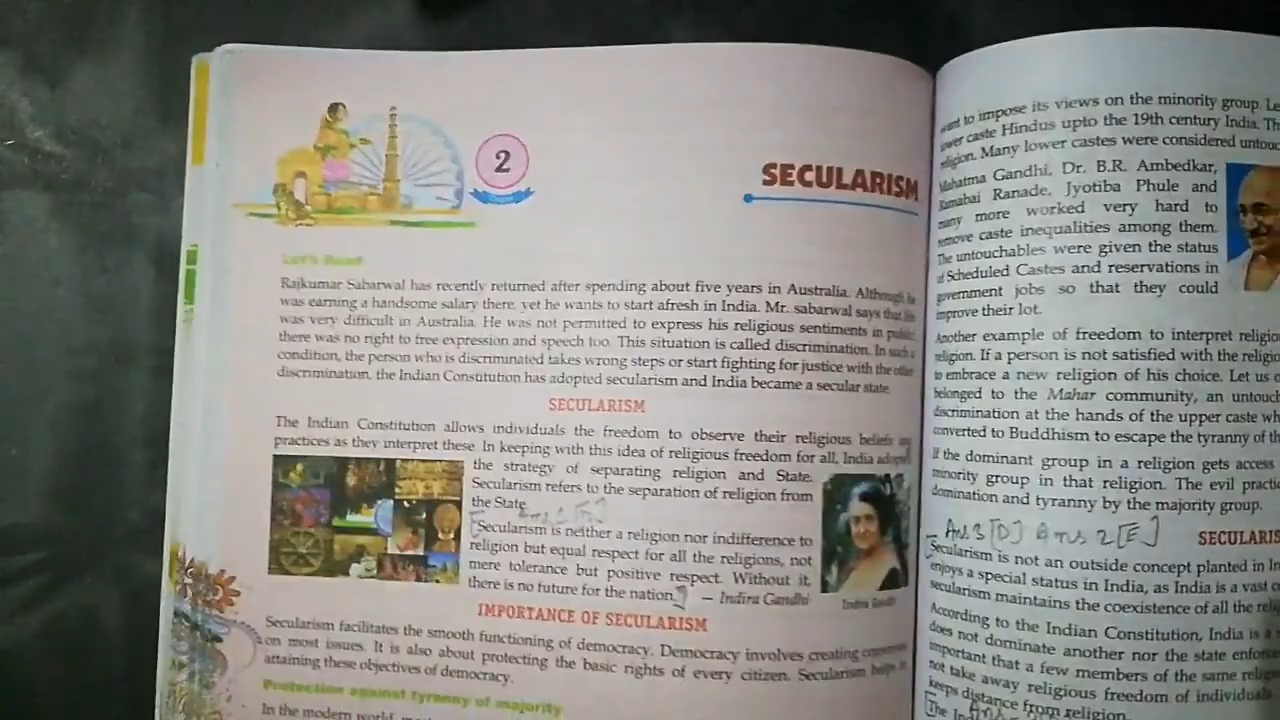 2
SECULARISM
Let's Read
Rajkumar Sabarwal has recently returned after spending about five years in Australia. Although he
was earning a handsome salary there, yet he wants to start afresh in India. Mr. sabarwal says that life
was very difficult in Australia. He was not permitted to express his religious sentiments in public
there was no right to free expression and speech too. This situation is called discrimination. In such a
condition, the person who is discriminated takes wrong steps or start fighting for justice with the
discrimination, the Indian Constitution has adopted secularism and India became a secular state.
SECULARISM
The Indian Constitution allows individuals the freedom to observe their religious beliefs
practices as they interpret these. In keeping with this idea of religious freedom for all, India adopted
the strategy of separating religion and State.
Secularism refers to the separation of religion from
the State.
"Secularism is neither a religion nor indifference to
religion but equal respect for all the religions, not
mere tolerance but positive respect. Without it,
there is no future for the nation." – Indira Gandhi
Indira Gandhi
IMPORTANCE OF SECULARISM
Secularism facilitates the smooth functioning of democracy. Democracy involves creating
on most issues. It is also about protecting the basic rights of every citizen. Secularism helps
attaining these objectives of democracy.
Protection against tyranny of majority
In the modern world,
want to impose its views on the minority group. Le
lower caste Hindus upto the 19th century India. Th
religion. Many lower castes were considered untouc
Mahatma Gandhi, Dr. B.R. Ambedkar,
Ramabai Ranade, Jyotiba Phule and
many more worked very hard to
remove caste inequalities among them.
The untouchables were given the status
of Scheduled Castes and reservations in
government jobs so that they could
improve their lot.
Another example of freedom to interpret religio
religion. If a person is not satisfied with the religio
to embrace a new religion of his choice. Let us
belonged to the Mahar community, an untouch
discrimination at the hands of the upper caste wh
converted to Buddhism to escape the tyranny of th
If the dominant group in a religion gets access
minority group in that religion. The evil practi
domination and tyranny by the majority group.
Ans 3 [D] Ans 2 [E]
SECULARIS
Secularism is not an outside concept planted in In
enjoys a special status in India, as India is a vast
secularism maintains the coexistence of all the reli
According to the Indian Constitution, India is a
does not dominate another nor the state enforce
important that a few members of the same religi
not take away religious freedom of individuals.
keeps distance from religion.